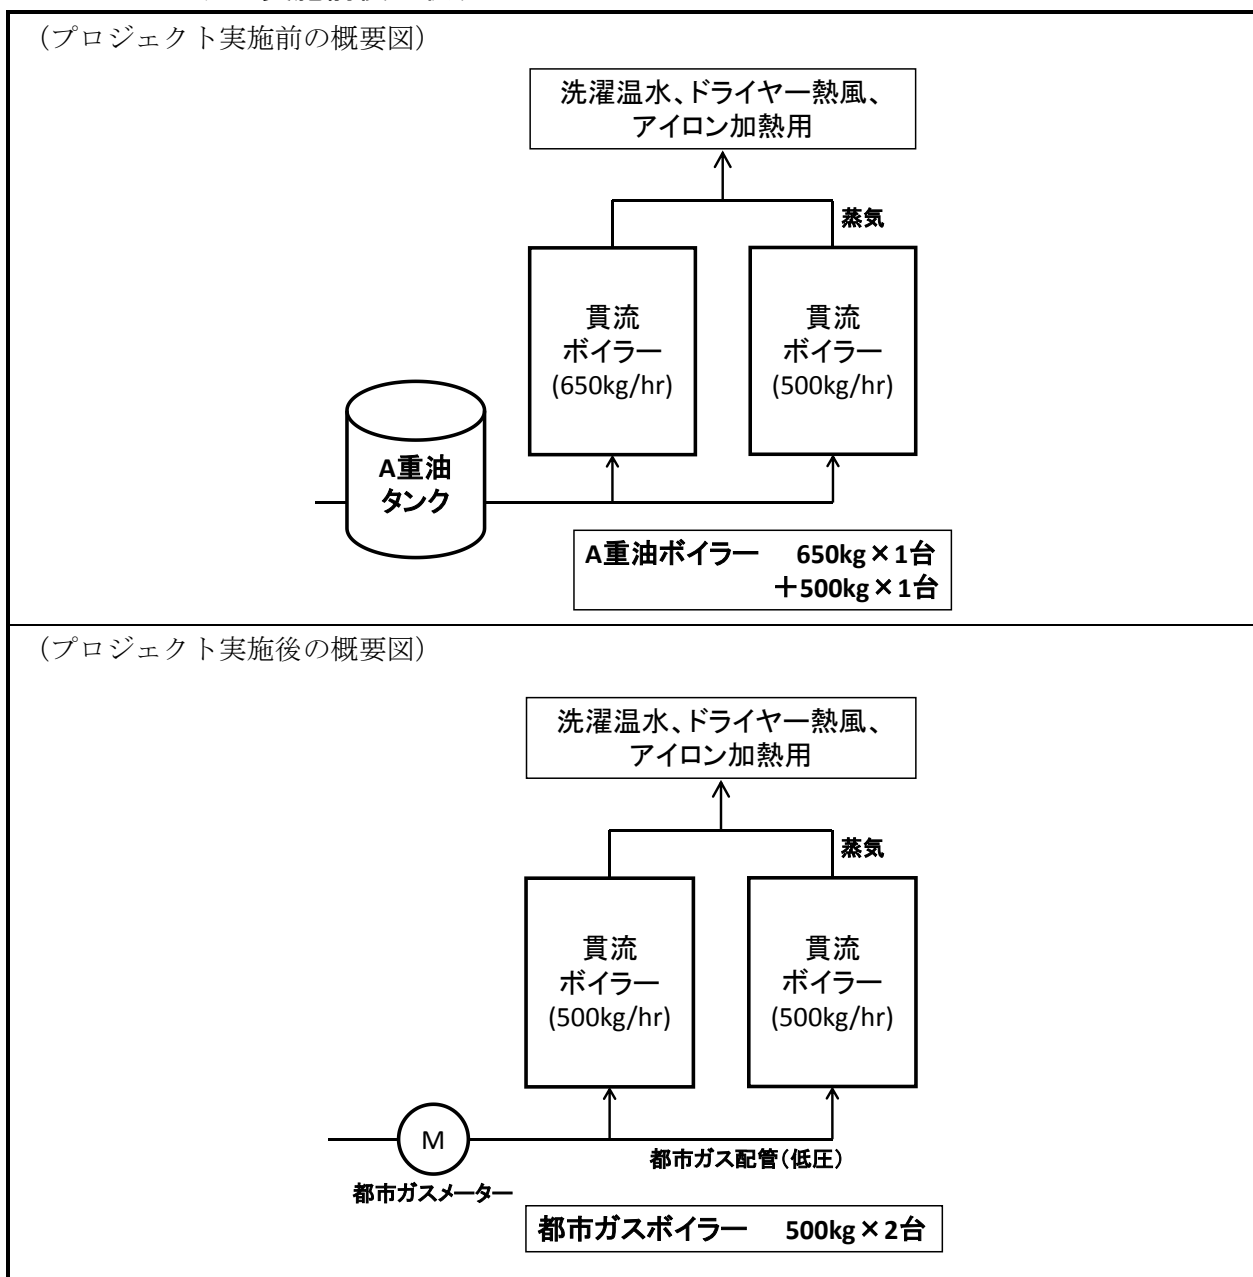 （プロジェクト実施前の概要図）
洗濯温水、ドライヤー熱風、
アイロン加熱用
蒸気
貫流
ボイラー
(650kg/hr)
貫流
ボイラー
(500kg/hr)
A重油
タンク
A重油ボイラー　650kg×1台
＋500kg×1台
（プロジェクト実施後の概要図）
洗濯温水、ドライヤー熱風、
アイロン加熱用
蒸気
貫流
ボイラー
(500kg/hr)
貫流
ボイラー
(500kg/hr)
M
都市ガス配管（低圧）
都市ガスメーター
都市ガスボイラー　500kg×2台